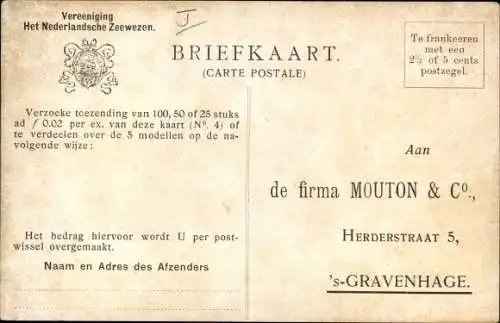 Vereeniging
Het Nederlandsche Zeewezen.
J
BRIEFKAART.
(CARTE POSTALE)
Te frankeeren
met een
2½ of 5 cents
postzegel.
Verzoeke toezending van 100, 50 of 25 stuks
ad ƒ 0.02 per ex. van deze kaart (Nº. 4) of
te verdeelen over de 5 modellen op de na-
volgende wijze:
Het bedrag hiervoor wordt U per post-
wissel overgemaakt.
Naam en Adres des Afzenders
Aan
de firma MOUTON & Cº.,
HERDERSTRAAT 5,
's-GRAVENHAGE.